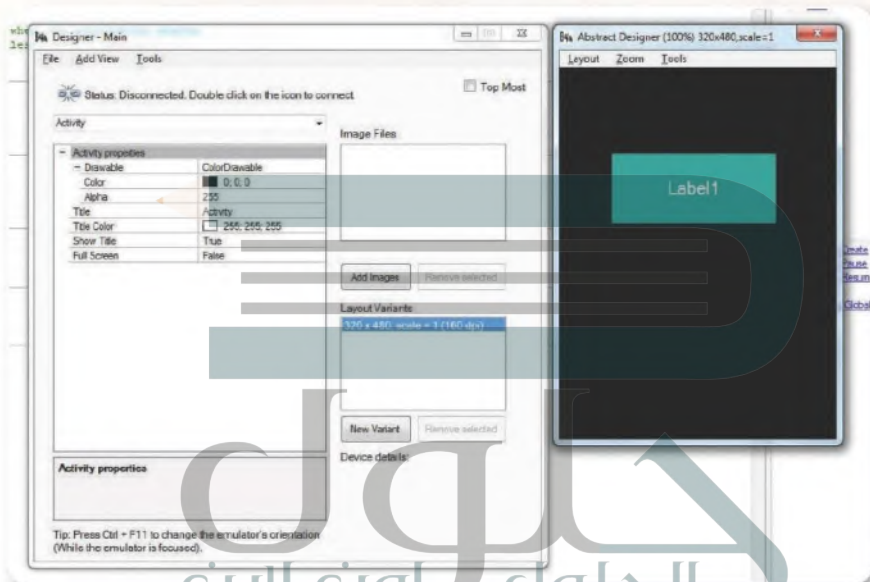 Designer - Main
File Add View Tools
Status: Disconnected. Double click on the icon to connect.
Top Most
Activity
Activity properties
Drawable ColorDrawable
Color 0; 0; 0
Alpha 255
Title Activity
Title Color 255; 255; 255
Show Title True
Full Screen False
Activity properties
Tip: Press Ctrl + F11 to change the emulator's orientation
(While the emulator is focused).
Image Files
Add Images Remove selected
Layout Variants
320 x 480, scale = 1 (160 dpi)
New Variant Remove selected
Device details:
Abstract Designer (100%) 320x480,scale=1
Layout Zoom Tools
Label1
Create
Pause
Resum
Global
حلول